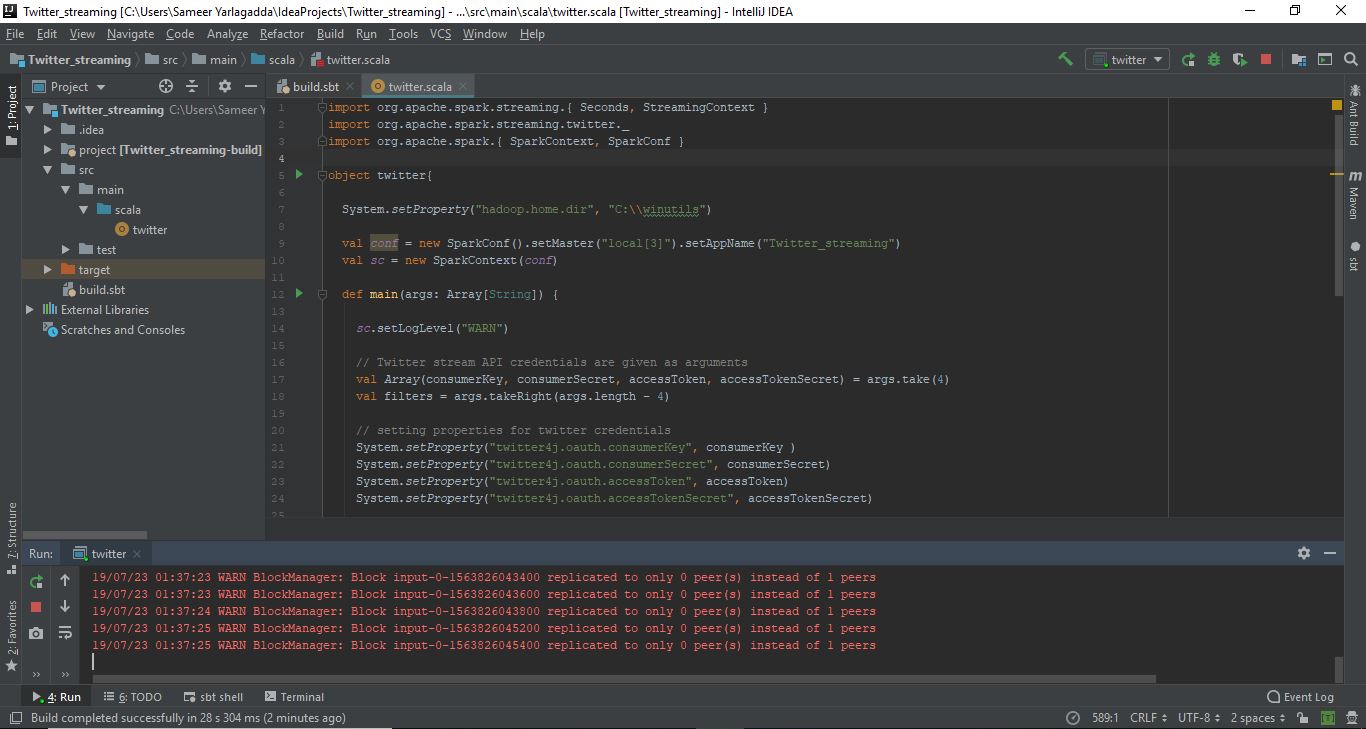 Twitter_streaming [C:\Users\Sameer Yarlagadda\IdeaProjects\Twitter_streaming] - ...\src\main\scala\twitter.scala [Twitter_streaming] - IntelliJ IDEA
File Edit View Navigate Code Analyze Refactor Build Run Tools VCS Window Help
Twitter_streaming src main scala twitter.scala
twitter
1: Project
Project
Twitter_streaming C:\Users\Sameer Y
.idea
project [Twitter_streaming-build]
src
main
scala
twitter
test
target
build.sbt
External Libraries
Scratches and Consoles
build.sbt twitter.scala
1 import org.apache.spark.streaming.{ Seconds, StreamingContext }
2 import org.apache.spark.streaming.twitter._
3 import org.apache.spark.{ SparkContext, SparkConf }
4
5 object twitter{
6
7 System.setProperty("hadoop.home.dir", "C:\\winutils")
8
9 val conf = new SparkConf().setMaster("local[3]").setAppName("Twitter_streaming")
10 val sc = new SparkContext(conf)
11
12 def main(args: Array[String]) {
13
14 sc.setLogLevel("WARN")
15
16 // Twitter stream API credentials are given as arguments
17 val Array(consumerKey, consumerSecret, accessToken, accessTokenSecret) = args.take(4)
18 val filters = args.takeRight(args.length - 4)
19
20 // setting properties for twitter credentials
21 System.setProperty("twitter4j.oauth.consumerKey", consumerKey )
22 System.setProperty("twitter4j.oauth.consumerSecret", consumerSecret)
23 System.setProperty("twitter4j.oauth.accessToken", accessToken)
24 System.setProperty("twitter4j.oauth.accessTokenSecret", accessTokenSecret)
25
Ant Build
m Maven
sbt
7: Structure
2: Favorites
Run: twitter
19/07/23 01:37:23 WARN BlockManager: Block input-0-1563826043400 replicated to only 0 peer(s) instead of 1 peers
19/07/23 01:37:23 WARN BlockManager: Block input-0-1563826043600 replicated to only 0 peer(s) instead of 1 peers
19/07/23 01:37:24 WARN BlockManager: Block input-0-1563826043800 replicated to only 0 peer(s) instead of 1 peers
19/07/23 01:37:25 WARN BlockManager: Block input-0-1563826045200 replicated to only 0 peer(s) instead of 1 peers
19/07/23 01:37:25 WARN BlockManager: Block input-0-1563826045400 replicated to only 0 peer(s) instead of 1 peers
4: Run 6: TODO sbt shell Terminal Event Log
Build completed successfully in 28 s 304 ms (2 minutes ago) 589:1 CRLF UTF-8 2 spaces